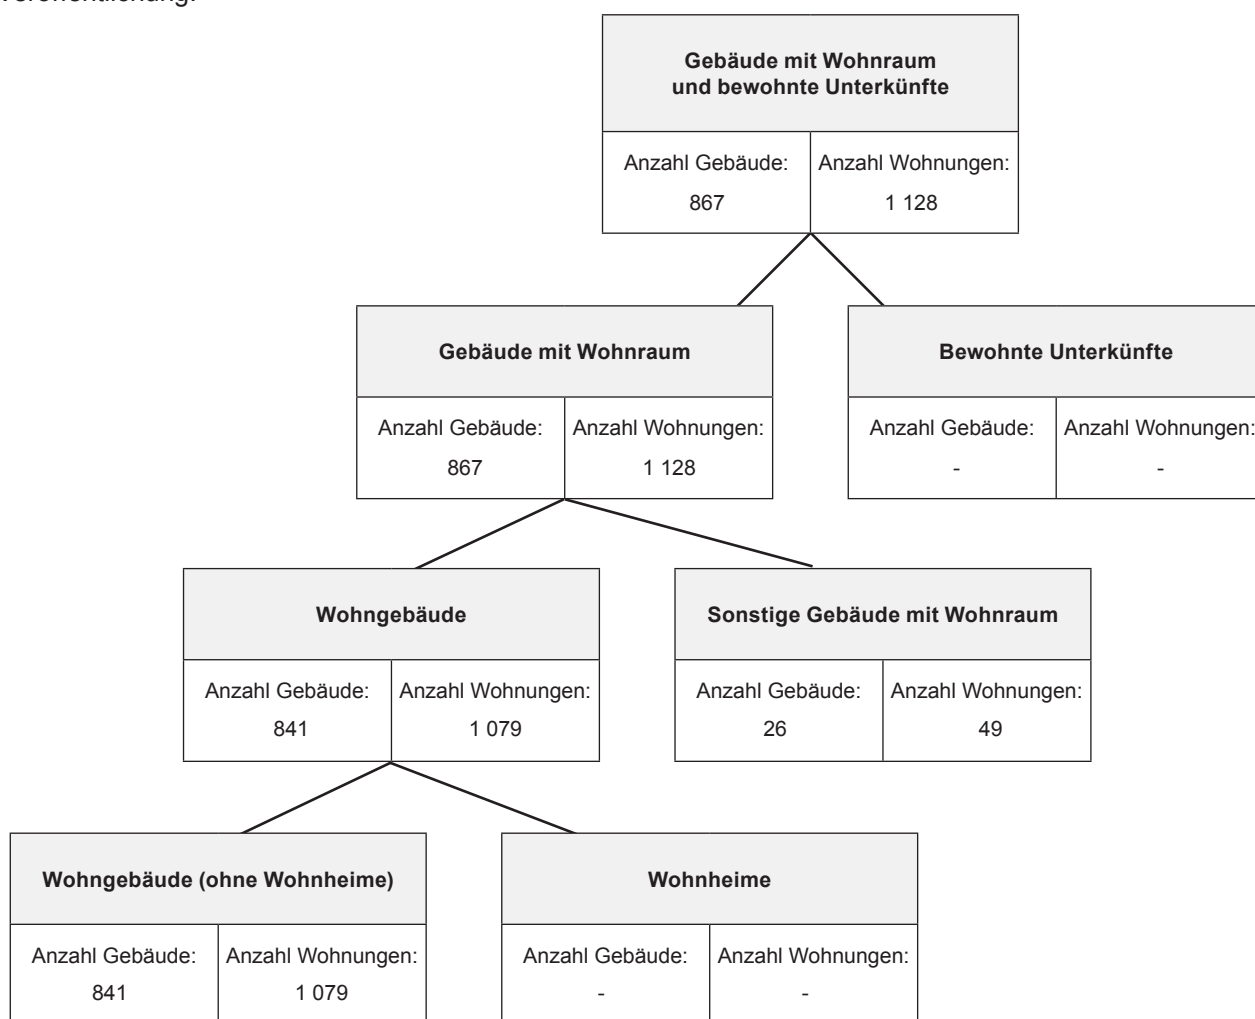 Veröffentlichung.
Gebäude mit Wohnraum
und bewohnte Unterkünfte
Anzahl Gebäude: Anzahl Wohnungen:
867 1 128
Gebäude mit Wohnraum Bewohnte Unterkünfte
Anzahl Gebäude: Anzahl Wohnungen: Anzahl Gebäude: Anzahl Wohnungen:
867 1 128 - -
Wohngebäude Sonstige Gebäude mit Wohnraum
Anzahl Gebäude: Anzahl Wohnungen: Anzahl Gebäude: Anzahl Wohnungen:
841 1 079 26 49
Wohngebäude (ohne Wohnheime) Wohnheime
Anzahl Gebäude: Anzahl Wohnungen: Anzahl Gebäude: Anzahl Wohnungen:
841 1 079 - -